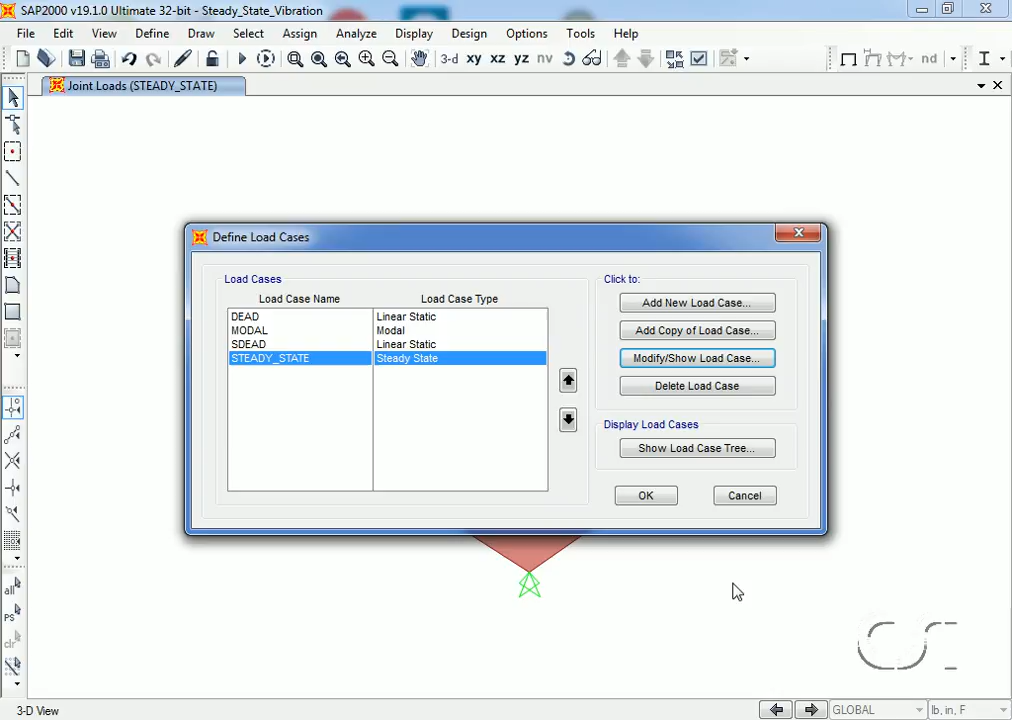 SAP2000 v19.1.0 Ultimate 32-bit - Steady_State_Vibration
File Edit View Define Draw Select Assign Analyze Display Design Options Tools Help
3-d xy xz yz nv nd
Joint Loads (STEADY_STATE)
Define Load Cases
Load Cases
Load Case Name Load Case Type
DEAD Linear Static
MODAL Modal
SDEAD Linear Static
STEADY_STATE Steady State
Click to:
Add New Load Case...
Add Copy of Load Case...
Modify/Show Load Case...
Delete Load Case
Display Load Cases
Show Load Case Tree...
OK Cancel
all
PS
clr
CSI
3-D View GLOBAL lb, in, F